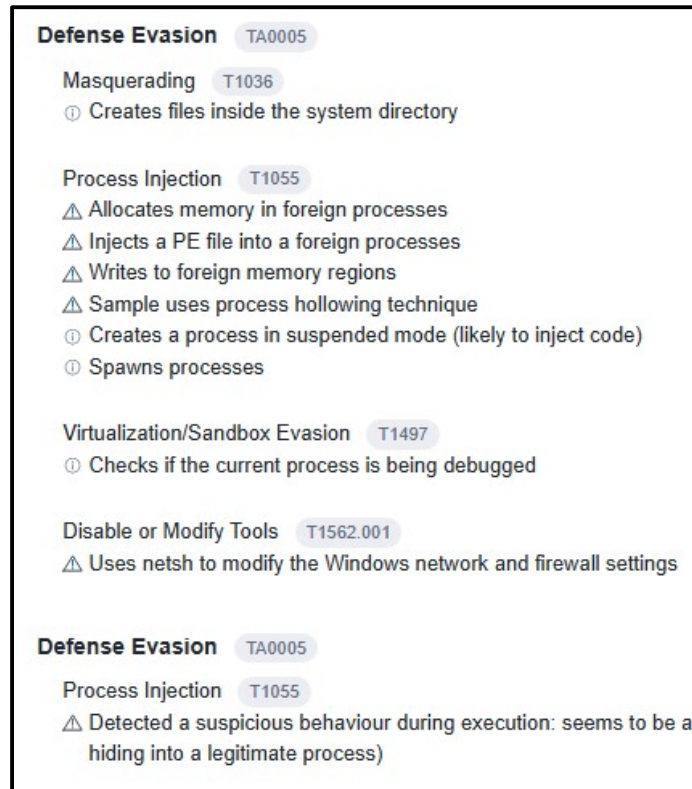 Defense Evasion TA0005
Masquerading T1036
Creates files inside the system directory
Process Injection T1055
Allocates memory in foreign processes
Injects a PE file into a foreign processes
Writes to foreign memory regions
Sample uses process hollowing technique
Creates a process in suspended mode (likely to inject code)
Spawns processes
Virtualization/Sandbox Evasion T1497
Checks if the current process is being debugged
Disable or Modify Tools T1562.001
Uses netsh to modify the Windows network and firewall settings
Defense Evasion TA0005
Process Injection T1055
Detected a suspicious behaviour during execution: seems to be a
hiding into a legitimate process)